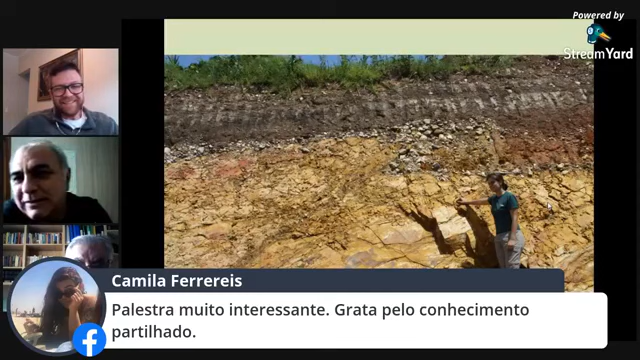 Powered by
StreamYard
Camila Ferrereis
Palestra muito interessante. Grata pelo conhecimento
partilhado.